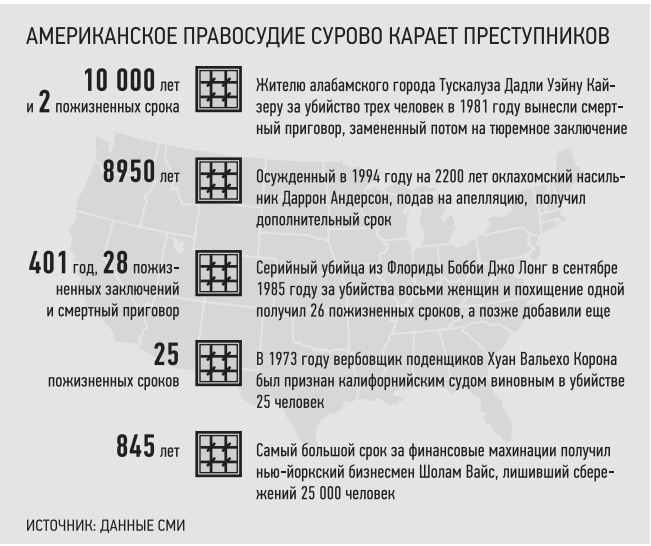 АМЕРИКАНСКОЕ ПРАВОСУДИЕ СУРОВО КАРАЕТ ПРЕСТУПНИКОВ
10 000 лет
и 2 пожизненных срока
Жителю алабамского города Тускалуза Дадли Уэйну Кай-
зеру за убийство трех человек в 1981 году вынесли смерт-
ный приговор, замененный потом на тюремное заключение
8950 лет
Осужденный в 1994 году на 2200 лет оклахомский насиль-
ник Даррон Андерсон, подав на апелляцию, получил
дополнительный срок
401 год, 28 пожиз-
ненных заключений
и смертный приговор
Серийный убийца из Флориды Бобби Джо Лонг в сентябре
1985 году за убийства восьми женщин и похищение одной
получил 26 пожизненных сроков, а позже добавили еще
25
пожизненных сроков
В 1973 году вербовщик поденщиков Хуан Вальехо Корона
был признан калифорнийским судом виновным в убийстве
25 человек
845 лет
Самый большой срок за финансовые махинации получил
нью-йоркский бизнесмен Шолам Вайс, лишивший сбере-
жений 25 000 человек
ИСТОЧНИК: ДАННЫЕ СМИ